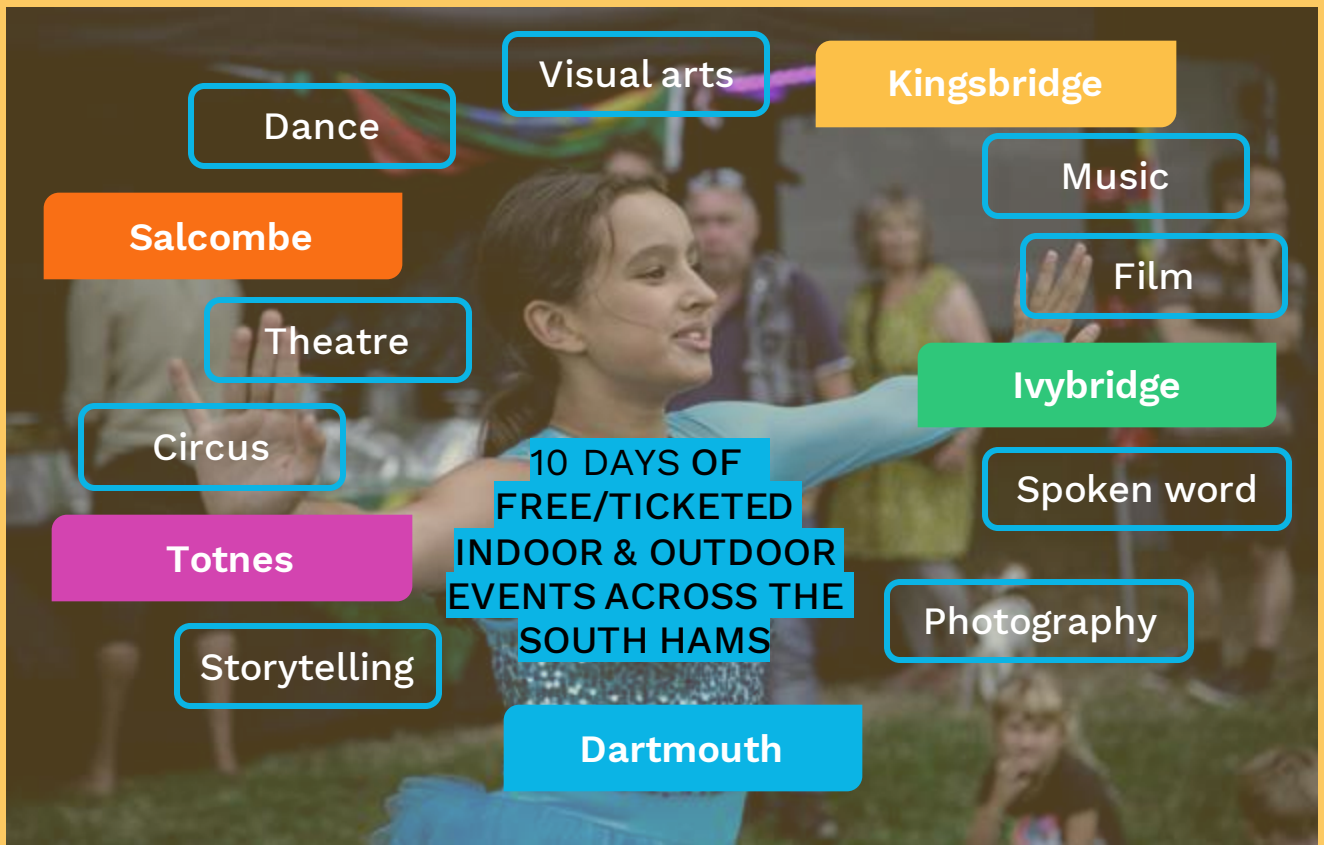 Visual arts
Kingsbridge
Dance
Music
Salcombe
Film
Theatre
Ivybridge
Circus
10 DAYS OF
FREE/TICKETED
INDOOR & OUTDOOR
EVENTS ACROSS THE
SOUTH HAMS
Spoken word
Totnes
Photography
Storytelling
Dartmouth